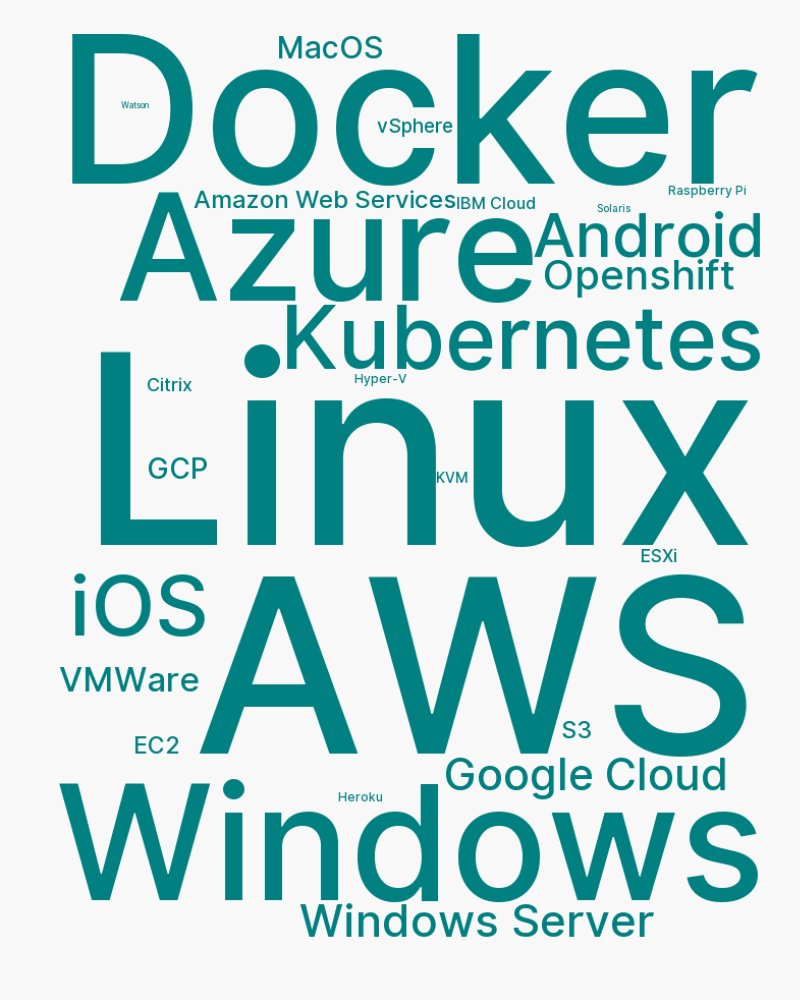 MacOS
Docker
Watson
vSphere
Raspberry Pi
Amazon Web Services
IBM Cloud
Solaris
Azure
Android
Openshift
Kubernetes
Hyper-V
Citrix
Linux
GCP
KVM
ESXi
iOS
AWS
VMWare
S3
EC2
Google Cloud
Heroku
Windows
Windows Server